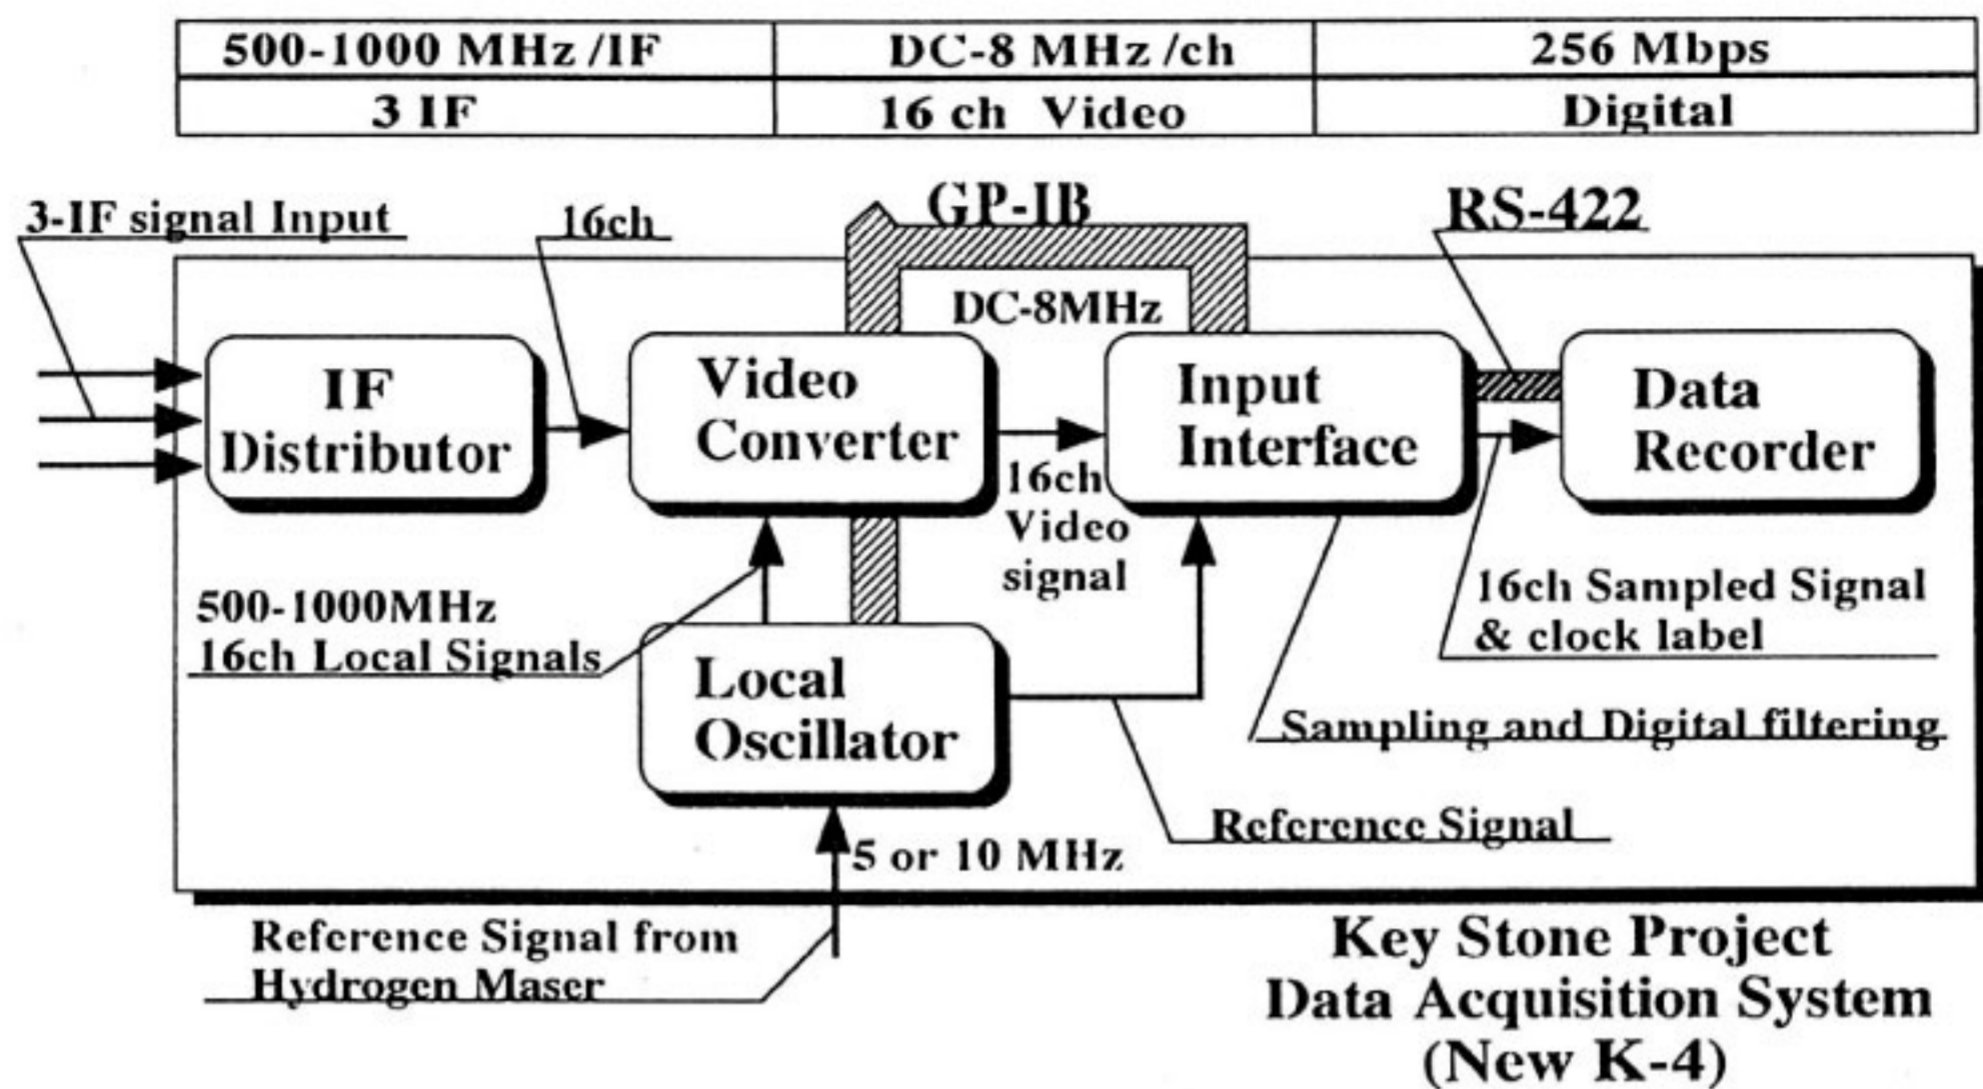 500-1000 MHz /IF DC-8 MHz /ch 256 Mbps
3 IF 16 ch Video Digital
3-IF signal Input
16ch
GP-IB
RS-422
DC-8MHz
IF
Distributor
Video
Converter
Input
Interface
Data
Recorder
16ch
Video
signal
500-1000MHz
16ch Local Signals
16ch Sampled Signal
& clock label
Local
Oscillator
Sampling and Digital filtering
Reference Signal
5 or 10 MHz
Reference Signal from
Hydrogen Maser
Key Stone Project
Data Acquisition System
(New K-4)